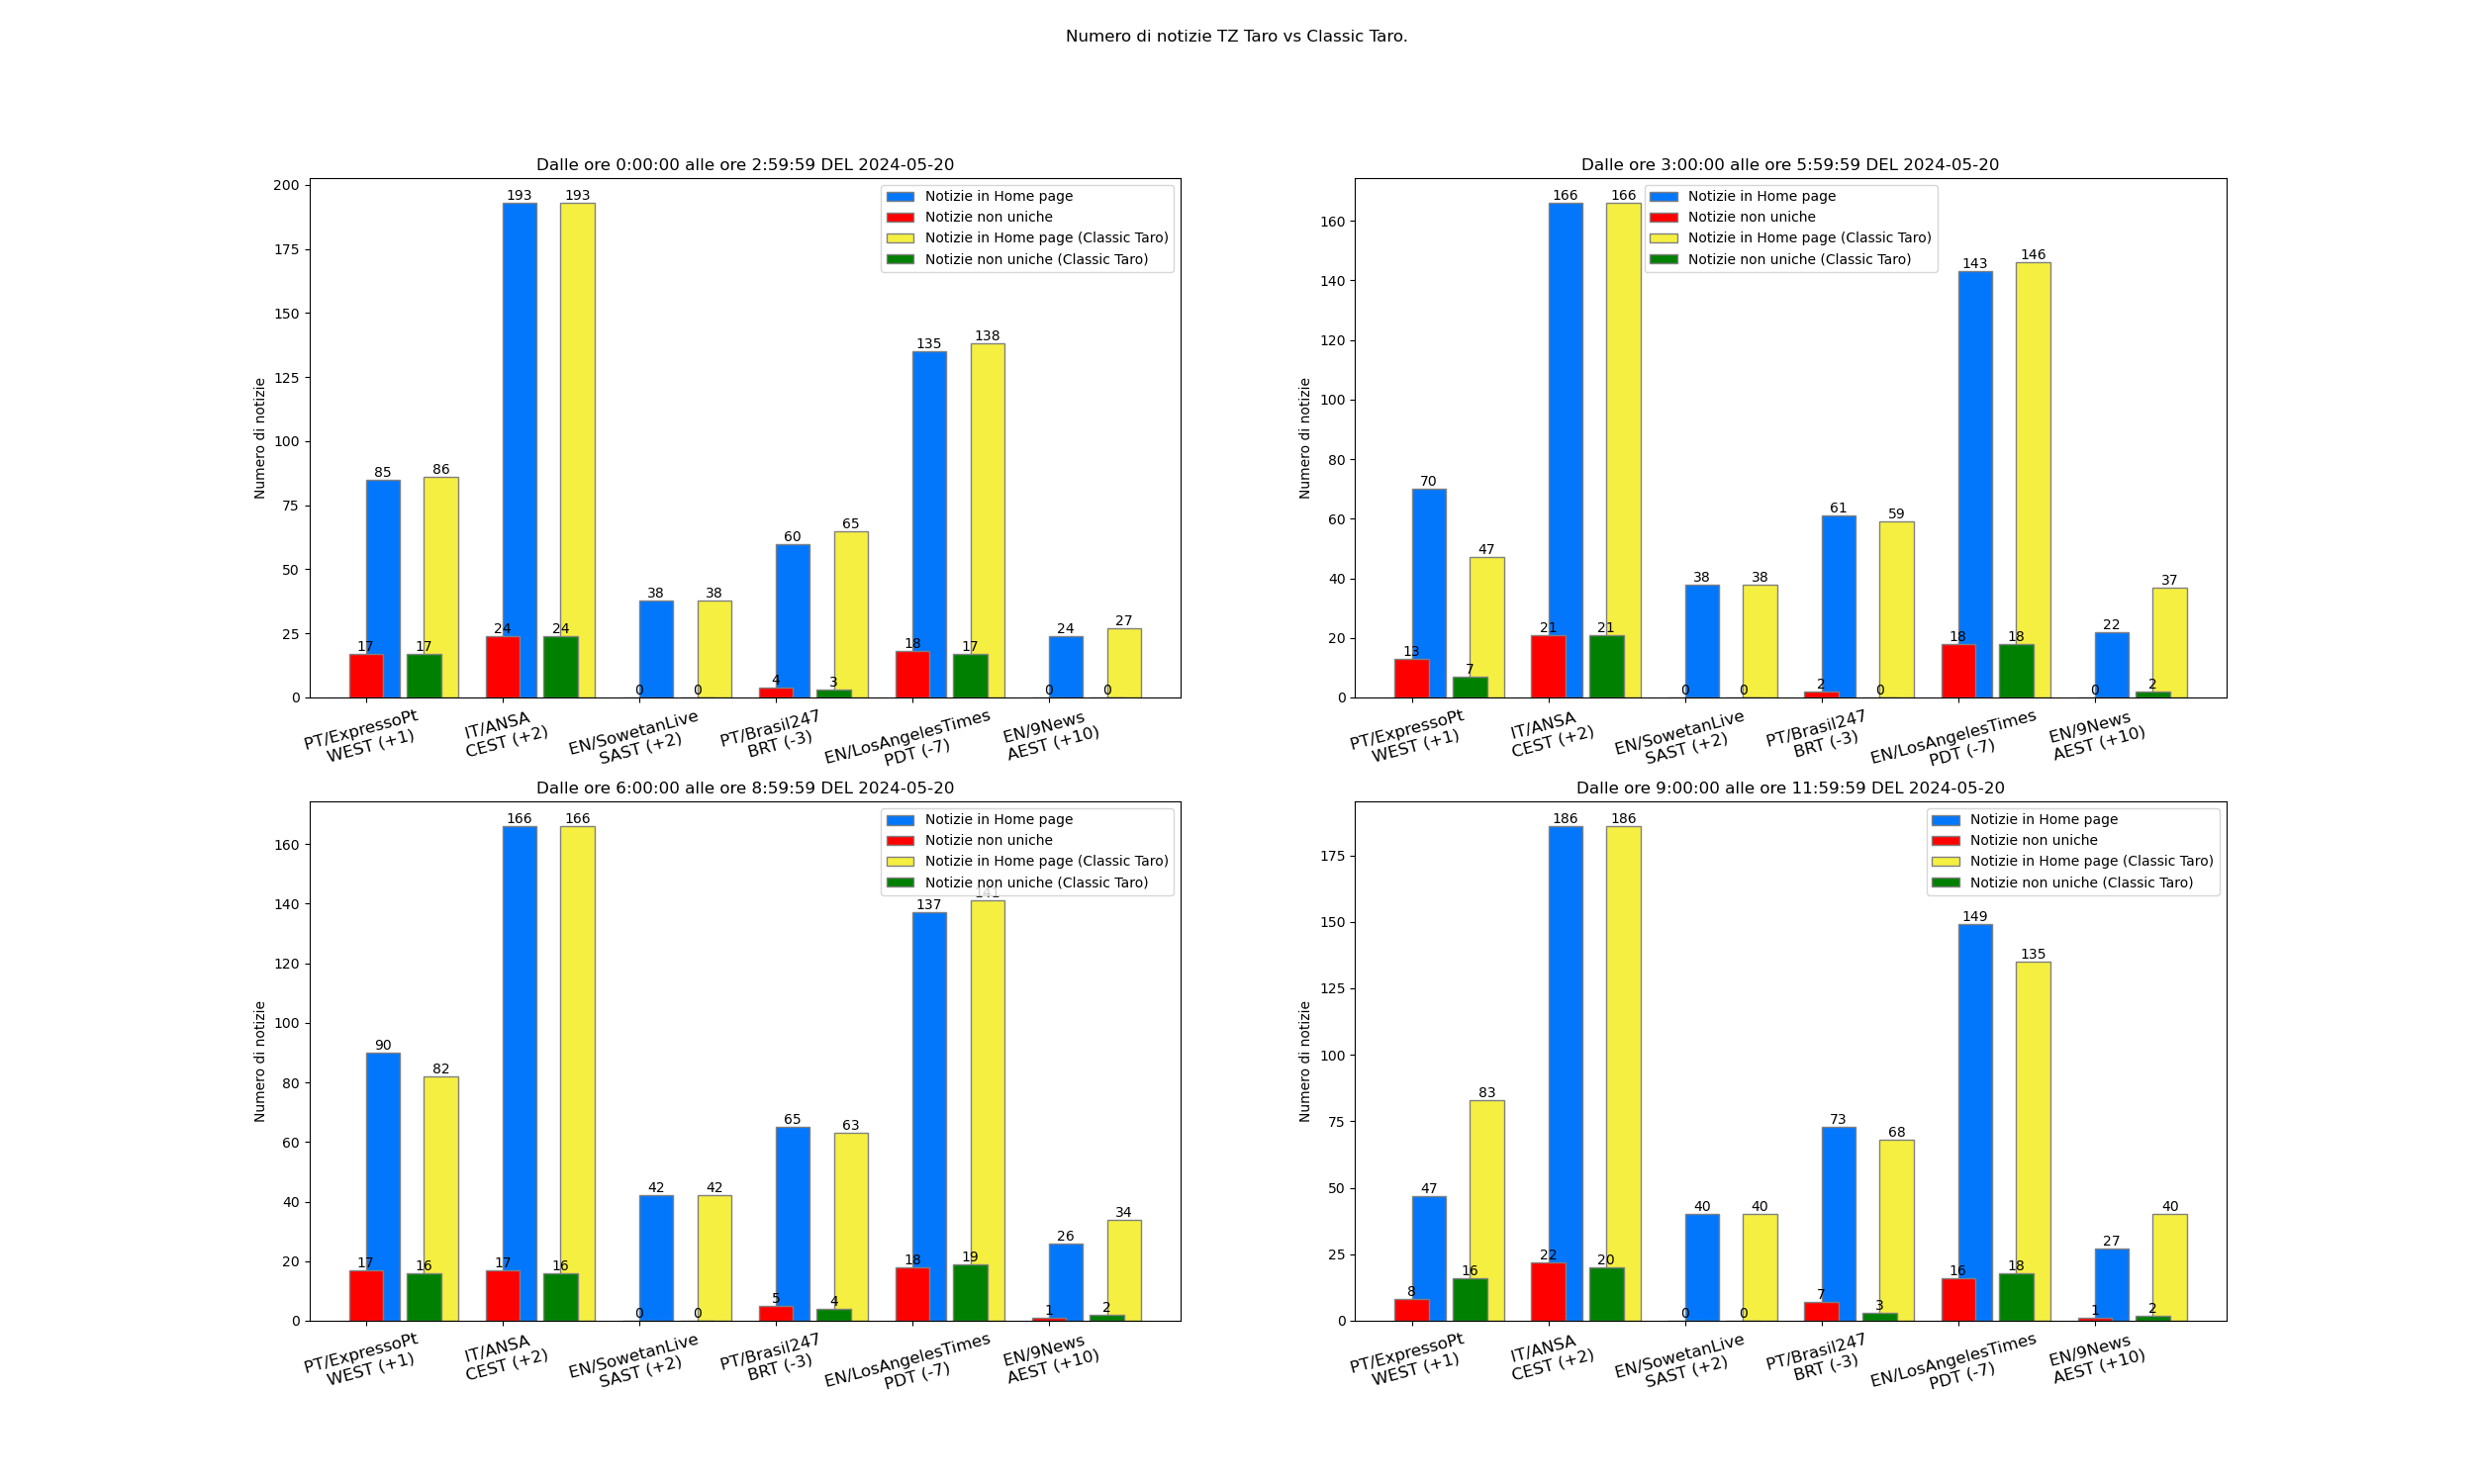 Numero di notizie TZ Taro vs Classic Taro.
Dalle ore 0:00:00 alle ore 2:59:59 DEL 2024-05-20
Numero di notizie
200
175
150
125
100
75
50
25
0
193
193
135
138
85
86
60
65
38
38
24
27
17
17
24
24
0
0
4
3
18
17
0
0
Notizie in Home page
Notizie non uniche
Notizie in Home page (Classic Taro)
Notizie non uniche (Classic Taro)
PT/ExpressoPt
WEST (+1)
IT/ANSA
CEST (+2)
EN/SowetanLive
SAST (+2)
PT/Brasil247
BRT (-3)
EN/LosAngelesTimes
PDT (-7)
EN/9News
AEST (+10)
Dalle ore 3:00:00 alle ore 5:59:59 DEL 2024-05-20
Numero di notizie
160
140
120
100
80
60
40
20
0
166
166
143
146
70
47
61
59
38
38
22
37
13
7
21
21
0
0
2
0
18
18
0
2
Notizie in Home page
Notizie non uniche
Notizie in Home page (Classic Taro)
Notizie non uniche (Classic Taro)
PT/ExpressoPt
WEST (+1)
IT/ANSA
CEST (+2)
EN/SowetanLive
SAST (+2)
PT/Brasil247
BRT (-3)
EN/LosAngelesTimes
PDT (-7)
EN/9News
AEST (+10)
Dalle ore 6:00:00 alle ore 8:59:59 DEL 2024-05-20
Numero di notizie
160
140
120
100
80
60
40
20
0
166
166
137
141
90
82
65
63
42
42
26
34
17
16
17
16
0
0
5
4
18
19
1
2
Notizie in Home page
Notizie non uniche
Notizie in Home page (Classic Taro)
Notizie non uniche (Classic Taro)
PT/ExpressoPt
WEST (+1)
IT/ANSA
CEST (+2)
EN/SowetanLive
SAST (+2)
PT/Brasil247
BRT (-3)
EN/LosAngelesTimes
PDT (-7)
EN/9News
AEST (+10)
Dalle ore 9:00:00 alle ore 11:59:59 DEL 2024-05-20
Numero di notizie
175
150
125
100
75
50
25
0
186
186
149
135
47
83
73
68
40
40
27
40
8
16
22
20
0
0
7
3
16
18
1
2
Notizie in Home page
Notizie non uniche
Notizie in Home page (Classic Taro)
Notizie non uniche (Classic Taro)
PT/ExpressoPt
WEST (+1)
IT/ANSA
CEST (+2)
EN/SowetanLive
SAST (+2)
PT/Brasil247
BRT (-3)
EN/LosAngelesTimes
PDT (-7)
EN/9News
AEST (+10)